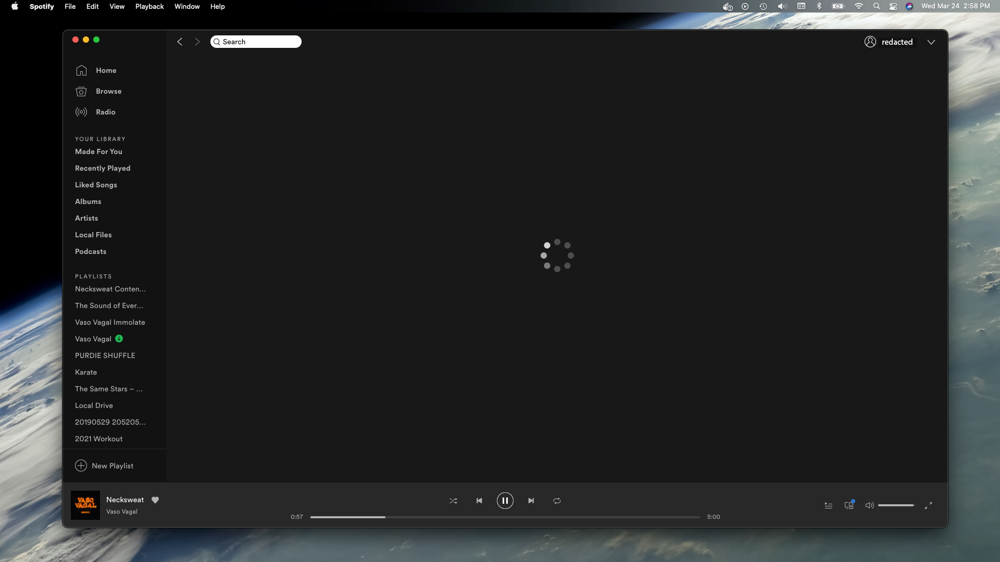 Spotify File Edit View Playback Window Help
Wed Mar 24 2:58 PM
Search
redacted
Home
Browse
Radio
YOUR LIBRARY
Made For You
Recently Played
Liked Songs
Albums
Artists
Local Files
Podcasts
PLAYLISTS
Necksweat Conten...
The Sound of Ever...
Vaso Vagal Immolate
Vaso Vagal
PURDIE SHUFFLE
Karate
The Same Stars – ...
Local Drive
20190529 205205...
2021 Workout
New Playlist
VASO
VAGAL
Necksweat
Vaso Vagal
0:57
5:00